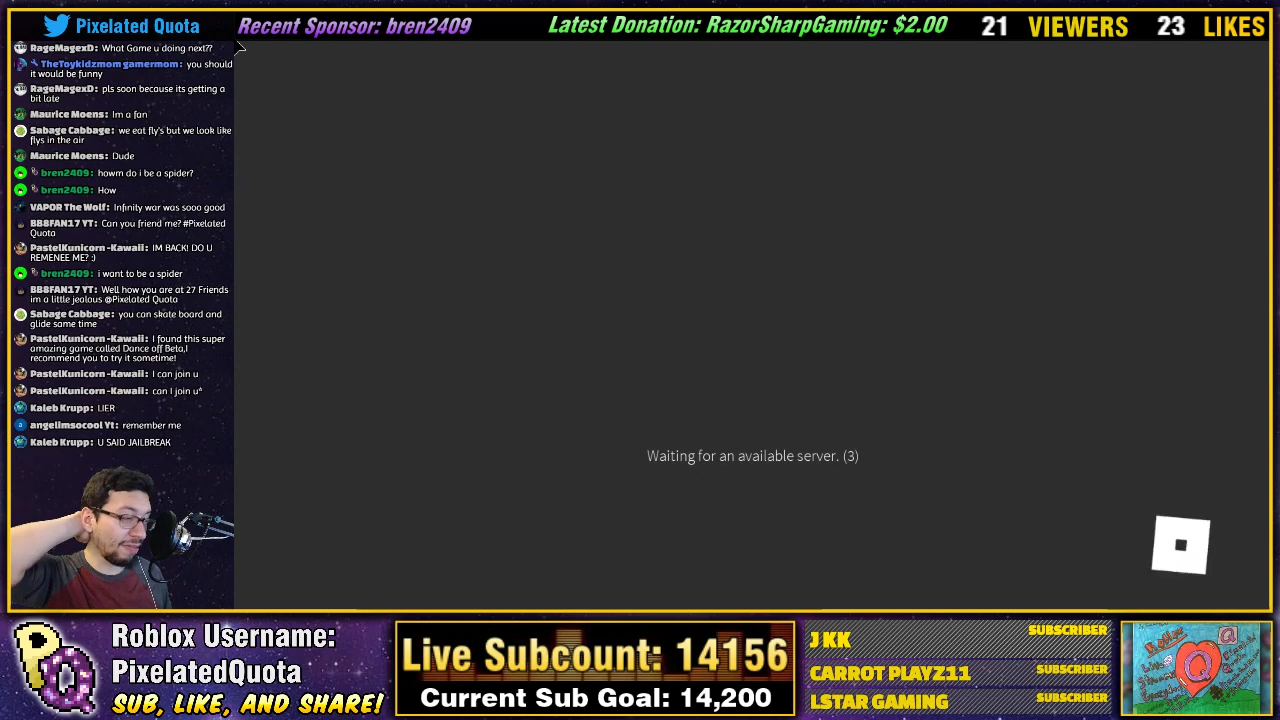 Pixelated Quota
Recent Sponsor: bren2409
Latest Donation: RazorSharpGaming: $2.00
21 VIEWERS 23 LIKES
RageMagexD: What Game u doing next??
TheToykidzmom gamermom: you should
it would be funny
RageMagexD: pls soon because its getting a
bit late
Maurice Moens: Im a fan
Sabage Cabbage: we eat fly's but we look like
flys in the air
Maurice Moens: Dude
bren2409: howm do i be a spider?
bren2409: How
VAPOR The Wolf: Infinity war was sooo good
BB8FAN17 YT: Can you friend me? #Pixelated
Quota
PastelKunicorn -Kawaii: IM BACK! DO U
REMENEE ME? :)
bren2409: i want to be a spider
BB8FAN17 YT: Well how you are at 27 Friends
im a little jealous @Pixelated Quota
Sabage Cabbage: you can skate board and
glide same time
PastelKunicorn -Kawaii: I found this super
amazing game called Dance off Beta,I
recommend you to try it sometime!
PastelKunicorn -Kawaii: I can join u
PastelKunicorn -Kawaii: can I join u*
Kaleb Krupp: LIER
angelimsocool Yt: remember me
Kaleb Krupp: U SAID JAILBREAK
Waiting for an available server. (3)
PQ
Roblox Username:
PixelatedQuota
SUB, LIKE, AND SHARE!
Live Subcount: 14156
Current Sub Goal: 14,200
J KK SUBSCRIBER
CARROT PLAYZ11 SUBSCRIBER
LSTAR GAMING SUBSCRIBER